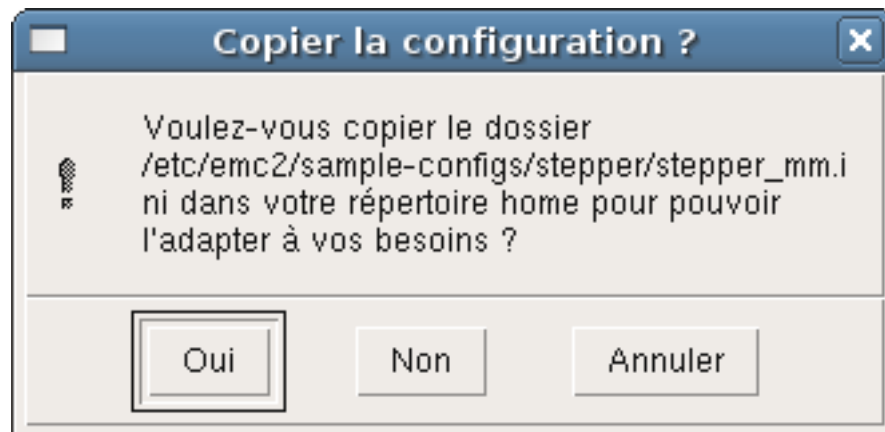 Copier la configuration ?
Voulez-vous copier le dossier
/etc/emc2/sample-configs/stepper/stepper_mm.i
ni dans votre répertoire home pour pouvoir
l'adapter à vos besoins ?
Oui Non Annuler